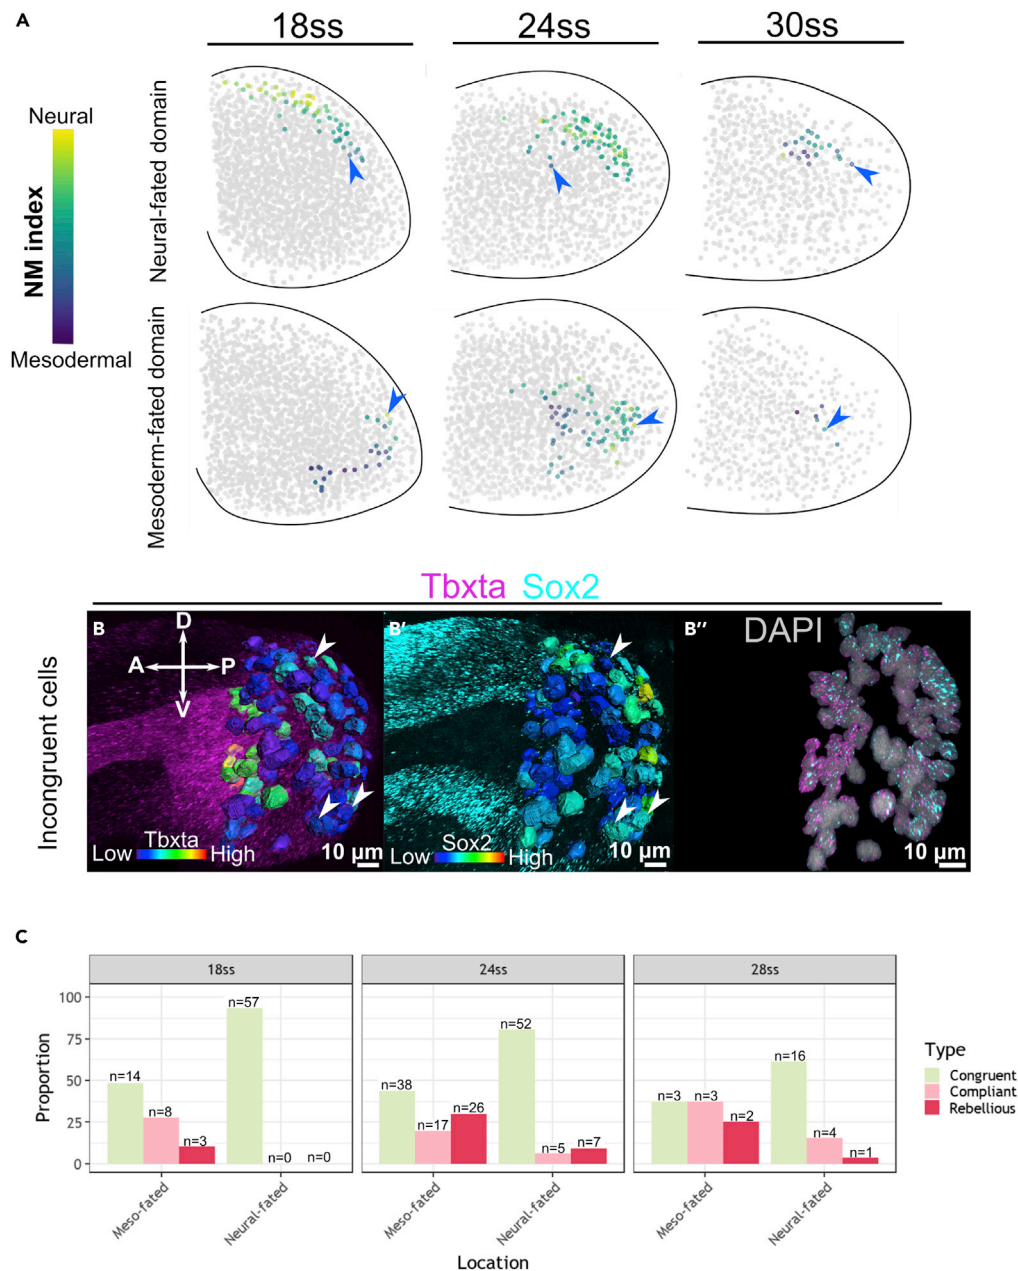 A
18ss 24ss 30ss
Neural
NM index
Mesodermal
Neural-fated domain
Mesoderm-fated domain
Tbxta Sox2
Incongruent cells
B
D
A P
V
Tbxta
Low High
10 µm
B′
Sox2
Low High
10 µm
B′′
DAPI
10 µm
C
18ss 24ss 28ss
Proportion
100
75
50
25
0
n=14
n=8
n=3
n=57
n=0
n=0
n=38
n=17
n=26
n=52
n=5
n=7
n=3
n=3
n=2
n=16
n=4
n=1
Meso-fated
Neural-fated
Meso-fated
Neural-fated
Meso-fated
Neural-fated
Location
Type
Congruent
Compliant
Rebellious